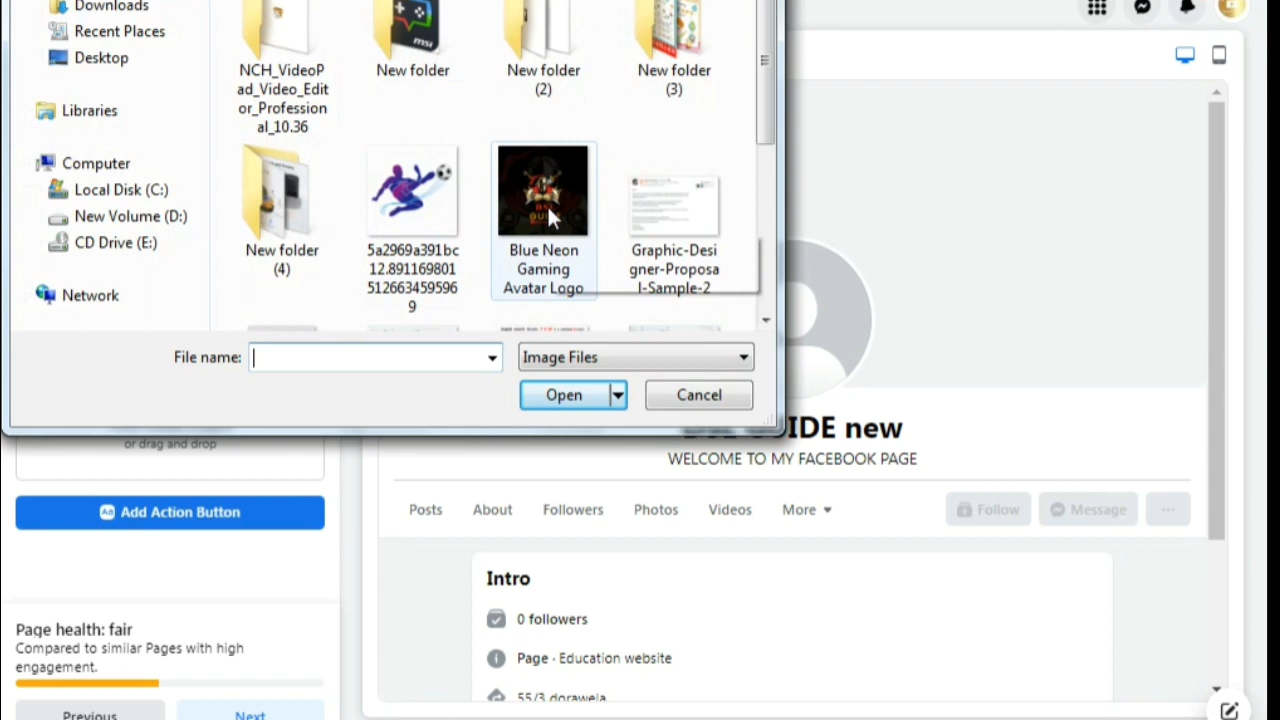 Downloads
Recent Places
Desktop
Libraries
Computer
Local Disk (C:)
New Volume (D:)
CD Drive (E:)
Network
NCH_VideoP
ad_Video_Edit
or_Profession
al_10.36
New folder
New folder
(2)
New folder
(3)
New folder
(4)
5a2969a391bc
12.891169801
512663459596
9
Blue Neon
Gaming
Avatar Logo
Graphic-Desi
gner-Proposa
l-Sample-2
File name:
Image Files
Open
Cancel
or drag and drop
Add Action Button
Page health: fair
Compared to similar Pages with high
engagement.
Previous
Next
new
WELCOME TO MY FACEBOOK PAGE
Posts
About
Followers
Photos
Videos
More
Follow
Message
Intro
0 followers
Page · Education website
55/3 dorawela